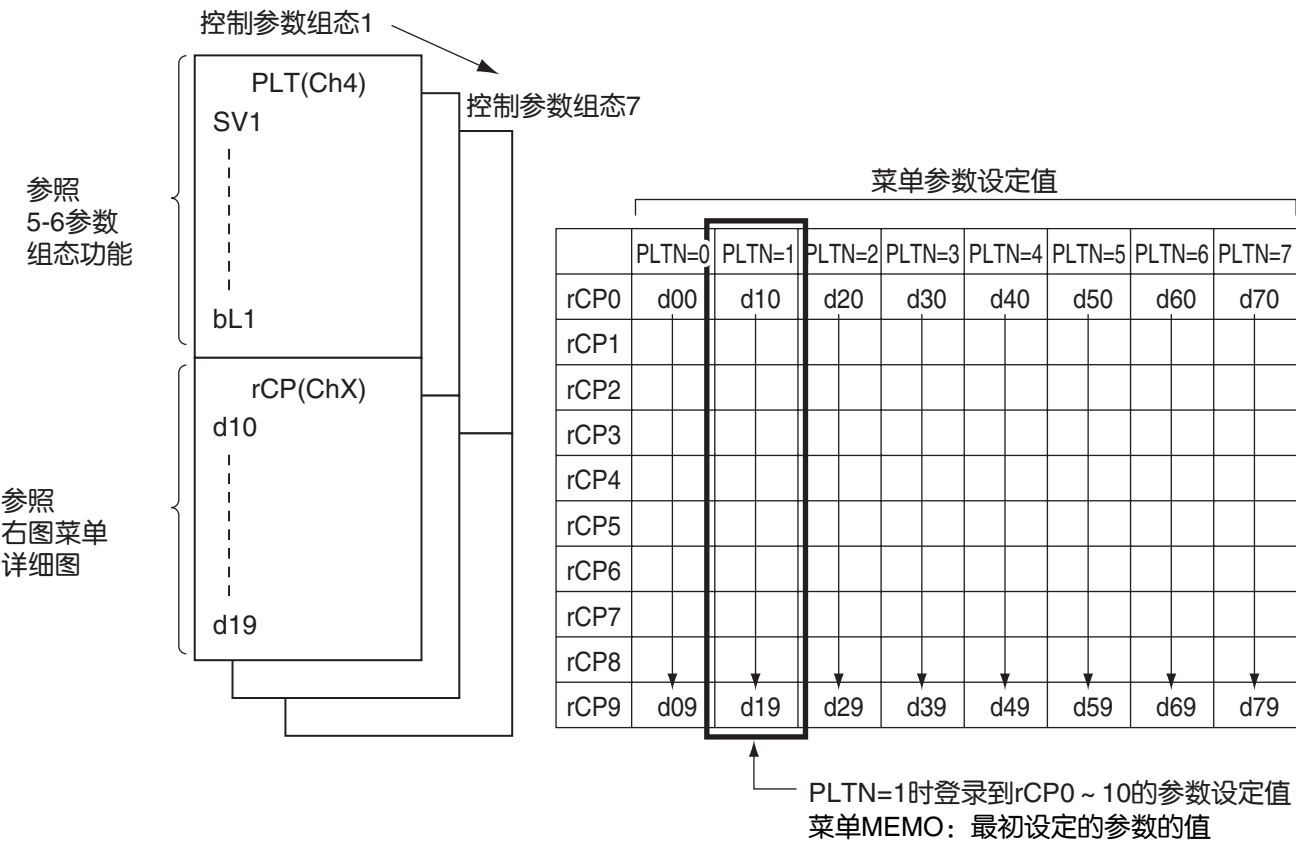 控制参数组态1
控制参数组态7
参照
5-6参数
组态功能
PLT(Ch4)
SV1
bL1
参照
右图菜单
详细图
rCP(ChX)
d10
d19
菜单参数设定值
PLTN=0 PLTN=1 PLTN=2 PLTN=3 PLTN=4 PLTN=5 PLTN=6 PLTN=7
rCP0 d00 d10 d20 d30 d40 d50 d60 d70
rCP1
rCP2
rCP3
rCP4
rCP5
rCP6
rCP7
rCP8
rCP9 d09 d19 d29 d39 d49 d59 d69 d79
PLTN=1时登录到rCP0 ~ 10的参数设定值
菜单MEMO：最初设定的参数的值